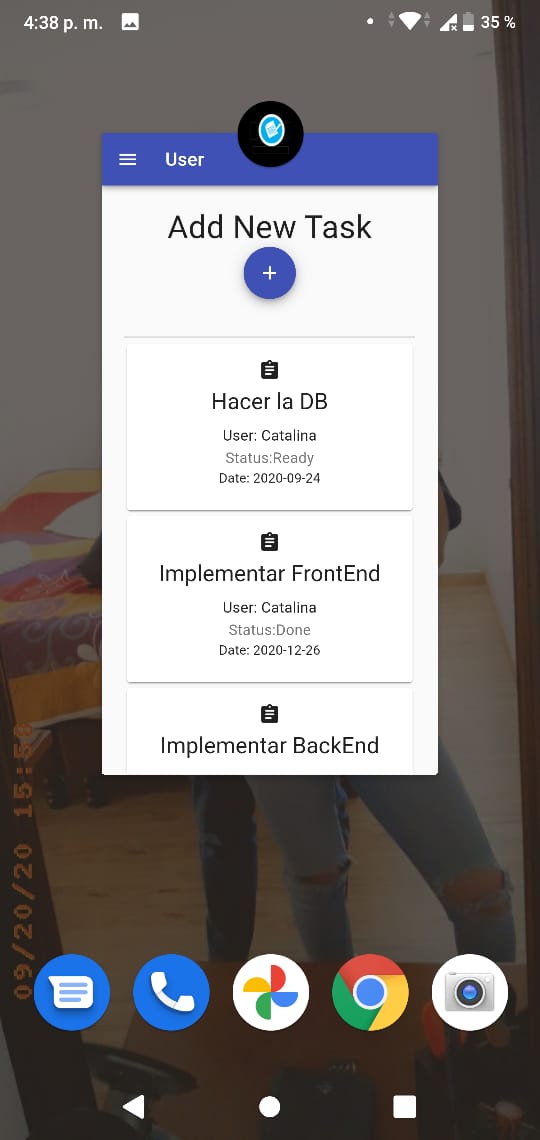 4:38 p. m.
35 %
User
Add New Task
Hacer la DB
User: Catalina
Status:Ready
Date: 2020-09-24
Implementar FrontEnd
User: Catalina
Status:Done
Date: 2020-12-26
Implementar BackEnd
09/20/20 15:58